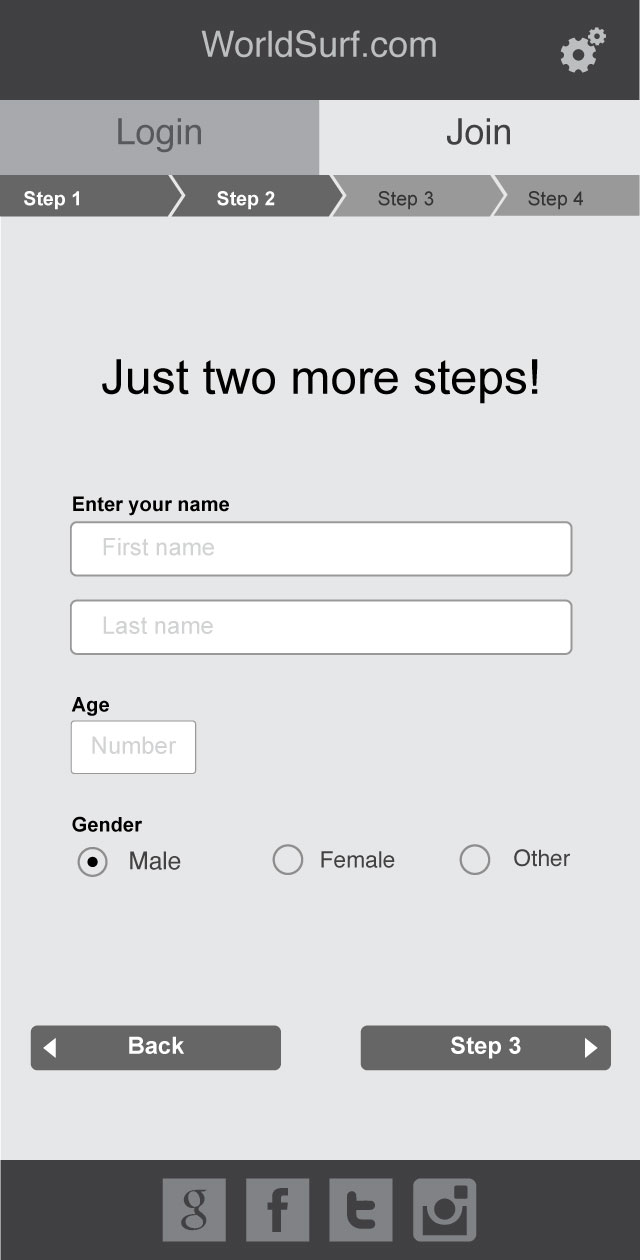 WorldSurf.com
Login Join
Step 1 Step 2 Step 3 Step 4
Just two more steps!
Enter your name
First name
Last name
Age
Number
Gender
Male Female Other
Back Step 3
g f t